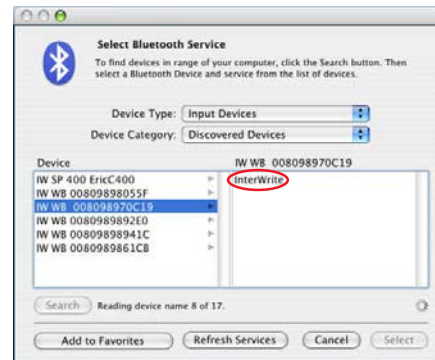 Select Bluetooth Service
To find devices in range of your computer, click the Search button. Then
select a Bluetooth Device and service from the list of devices.
Device Type: Input Devices
Device Category: Discovered Devices
Device IW WB 008098970C19
IW SP 400 EricC400 InterWrite
IW WB 00809898055F
IW WB 008098970C19
IW WB 0080989892E0
IW WB 00809898941C
IW WB 0080989861CB
Search Reading device name 8 of 17.
Add to Favorites Refresh Services Cancel Select